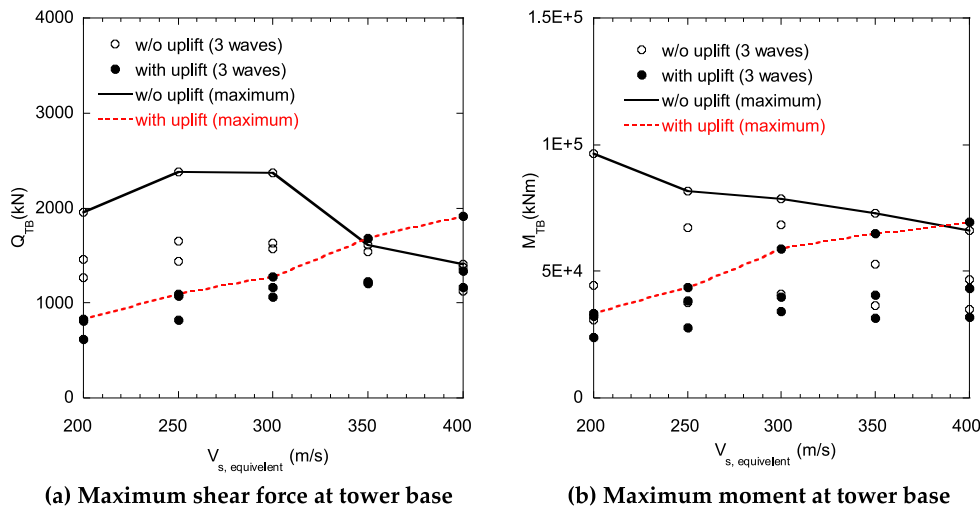 4000
3000
2000
1000
0
Q_TB(kN)
w/o uplift (3 waves)
with uplift (3 waves)
w/o uplift (maximum)
with uplift (maximum)
200 250 300 350 400
V_s, equivelent (m/s)
(a) Maximum shear force at tower base
1.5E+5
1E+5
5E+4
0
M_TB(kNm)
w/o uplift (3 waves)
with uplift (3 waves)
w/o uplift (maximum)
with uplift (maximum)
200 250 300 350 400
V_s, equivelent (m/s)
(b) Maximum moment at tower base